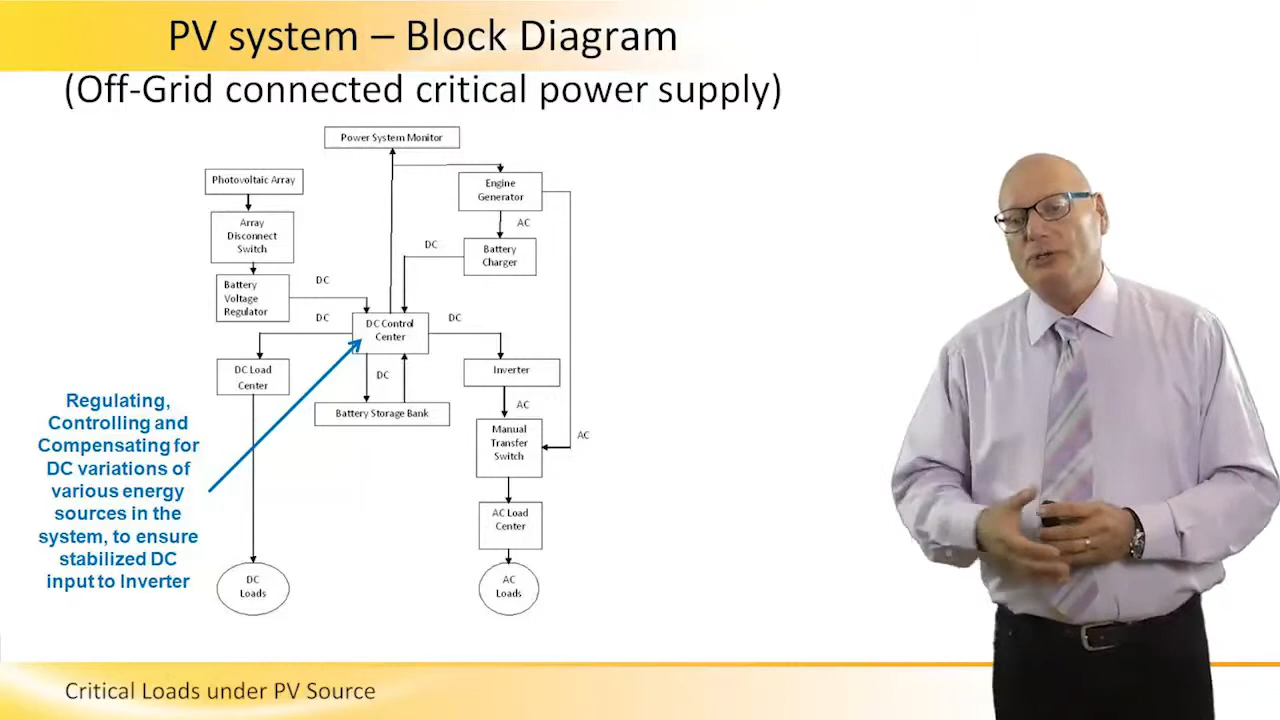 PV system – Block Diagram
(Off-Grid connected critical power supply)
Power System Monitor
Photovoltaic Array
Engine
Generator
Array
Disconnect
Switch
AC
DC
Battery
Charger
Battery
Voltage
Regulator
DC
DC
DC Control
Center
DC
DC Load
Center
DC
Inverter
Battery Storage Bank
AC
Manual
Transfer
Switch
AC
Regulating,
Controlling and
Compensating for
DC variations of
various energy
sources in the
system, to ensure
stabilized DC
input to Inverter
AC Load
Center
DC
Loads
AC
Loads
Critical Loads under PV Source